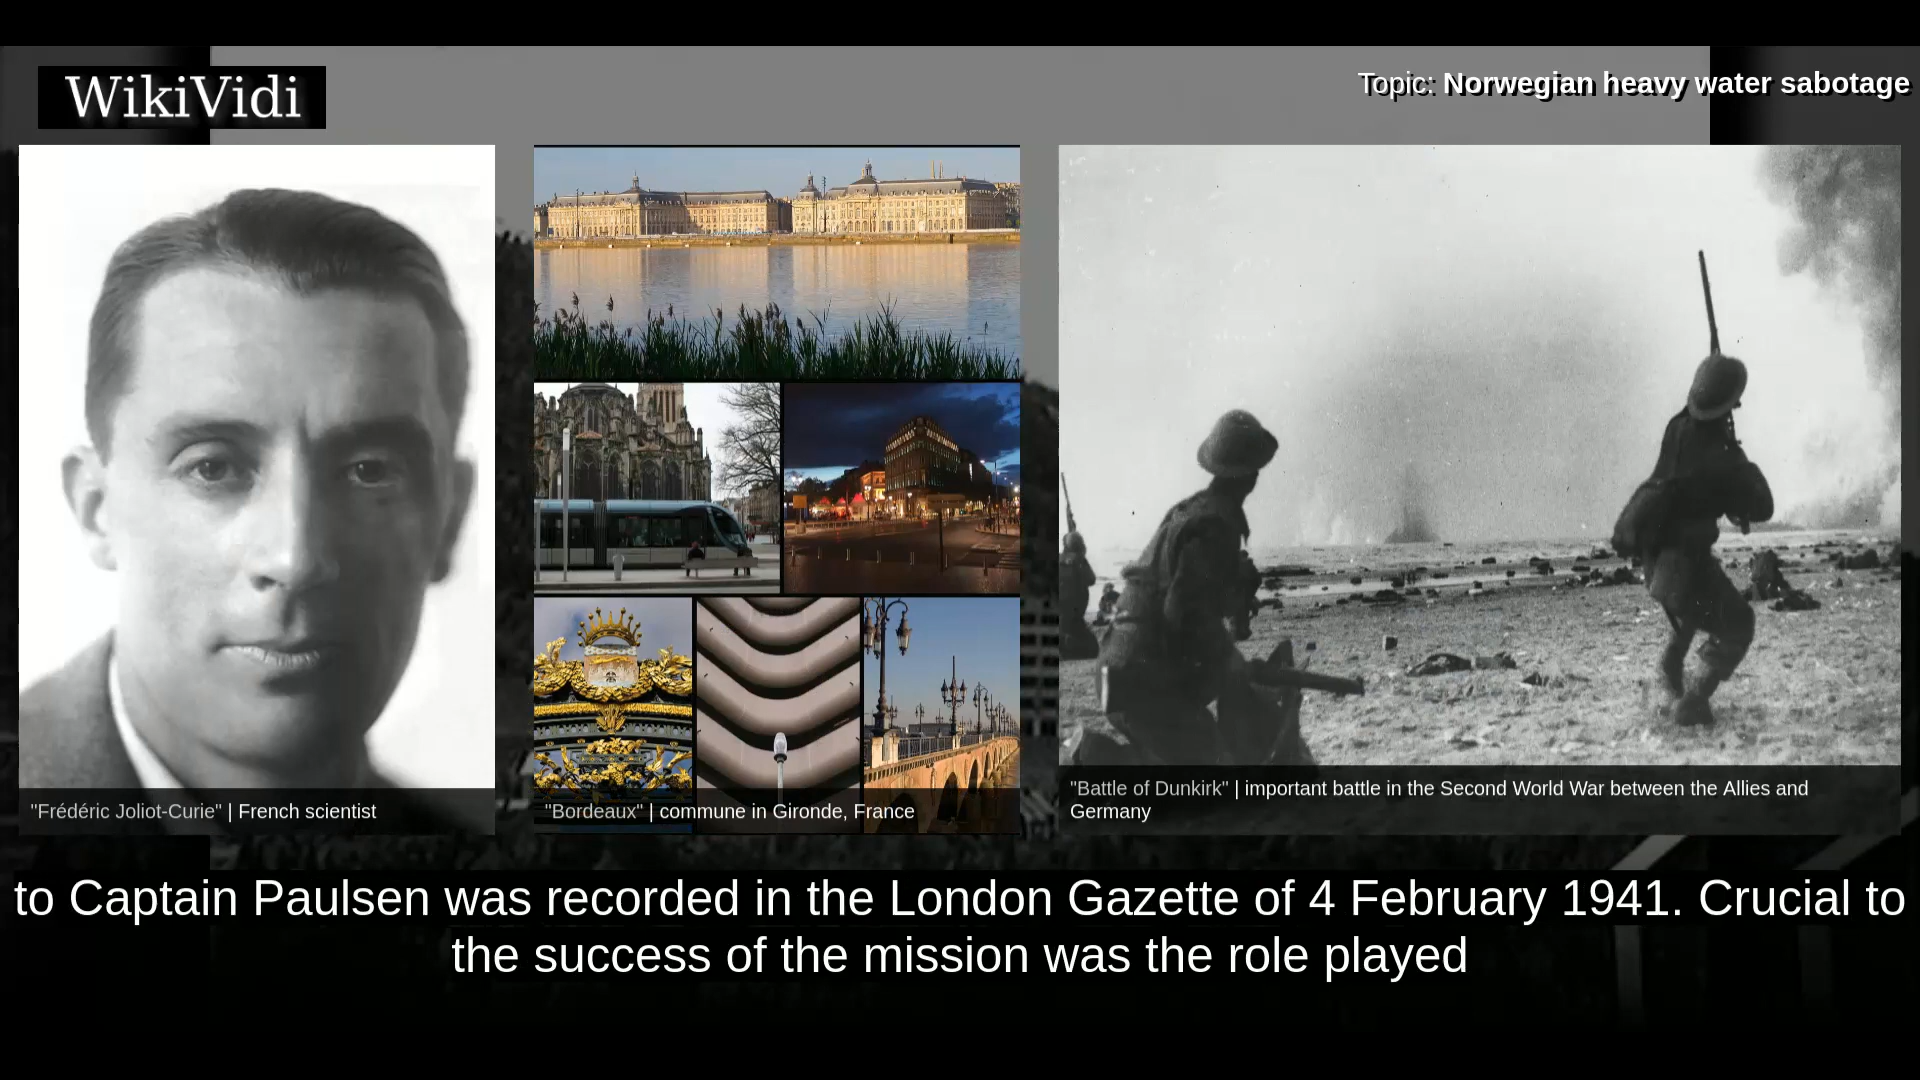 WikiVidi
Topic: Norwegian heavy water sabotage
"Frédéric Joliot-Curie" | French scientist
"Bordeaux" | commune in Gironde, France
"Battle of Dunkirk" | important battle in the Second World War between the Allies and
Germany
to Captain Paulsen was recorded in the London Gazette of 4 February 1941. Crucial to
the success of the mission was the role played